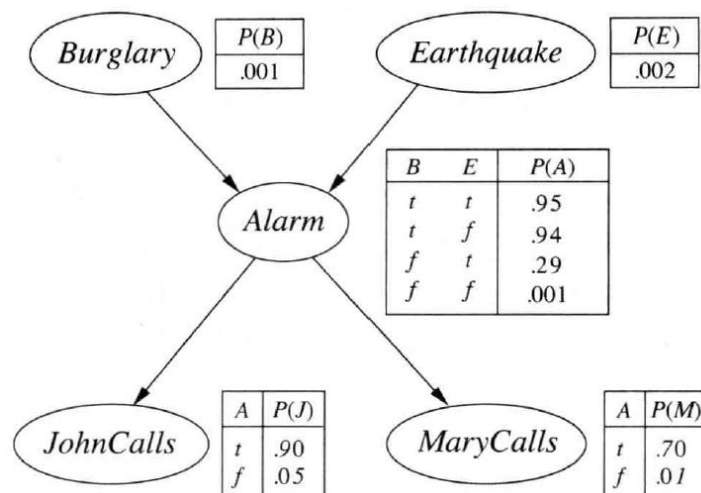 Burglary
P(B)
.001
Earthquake
P(E)
.002
Alarm
B E P(A)
t t .95
t f .94
f t .29
f f .001
JohnCalls
A P(J)
t .90
f .05
MaryCalls
A P(M)
t .70
f .01